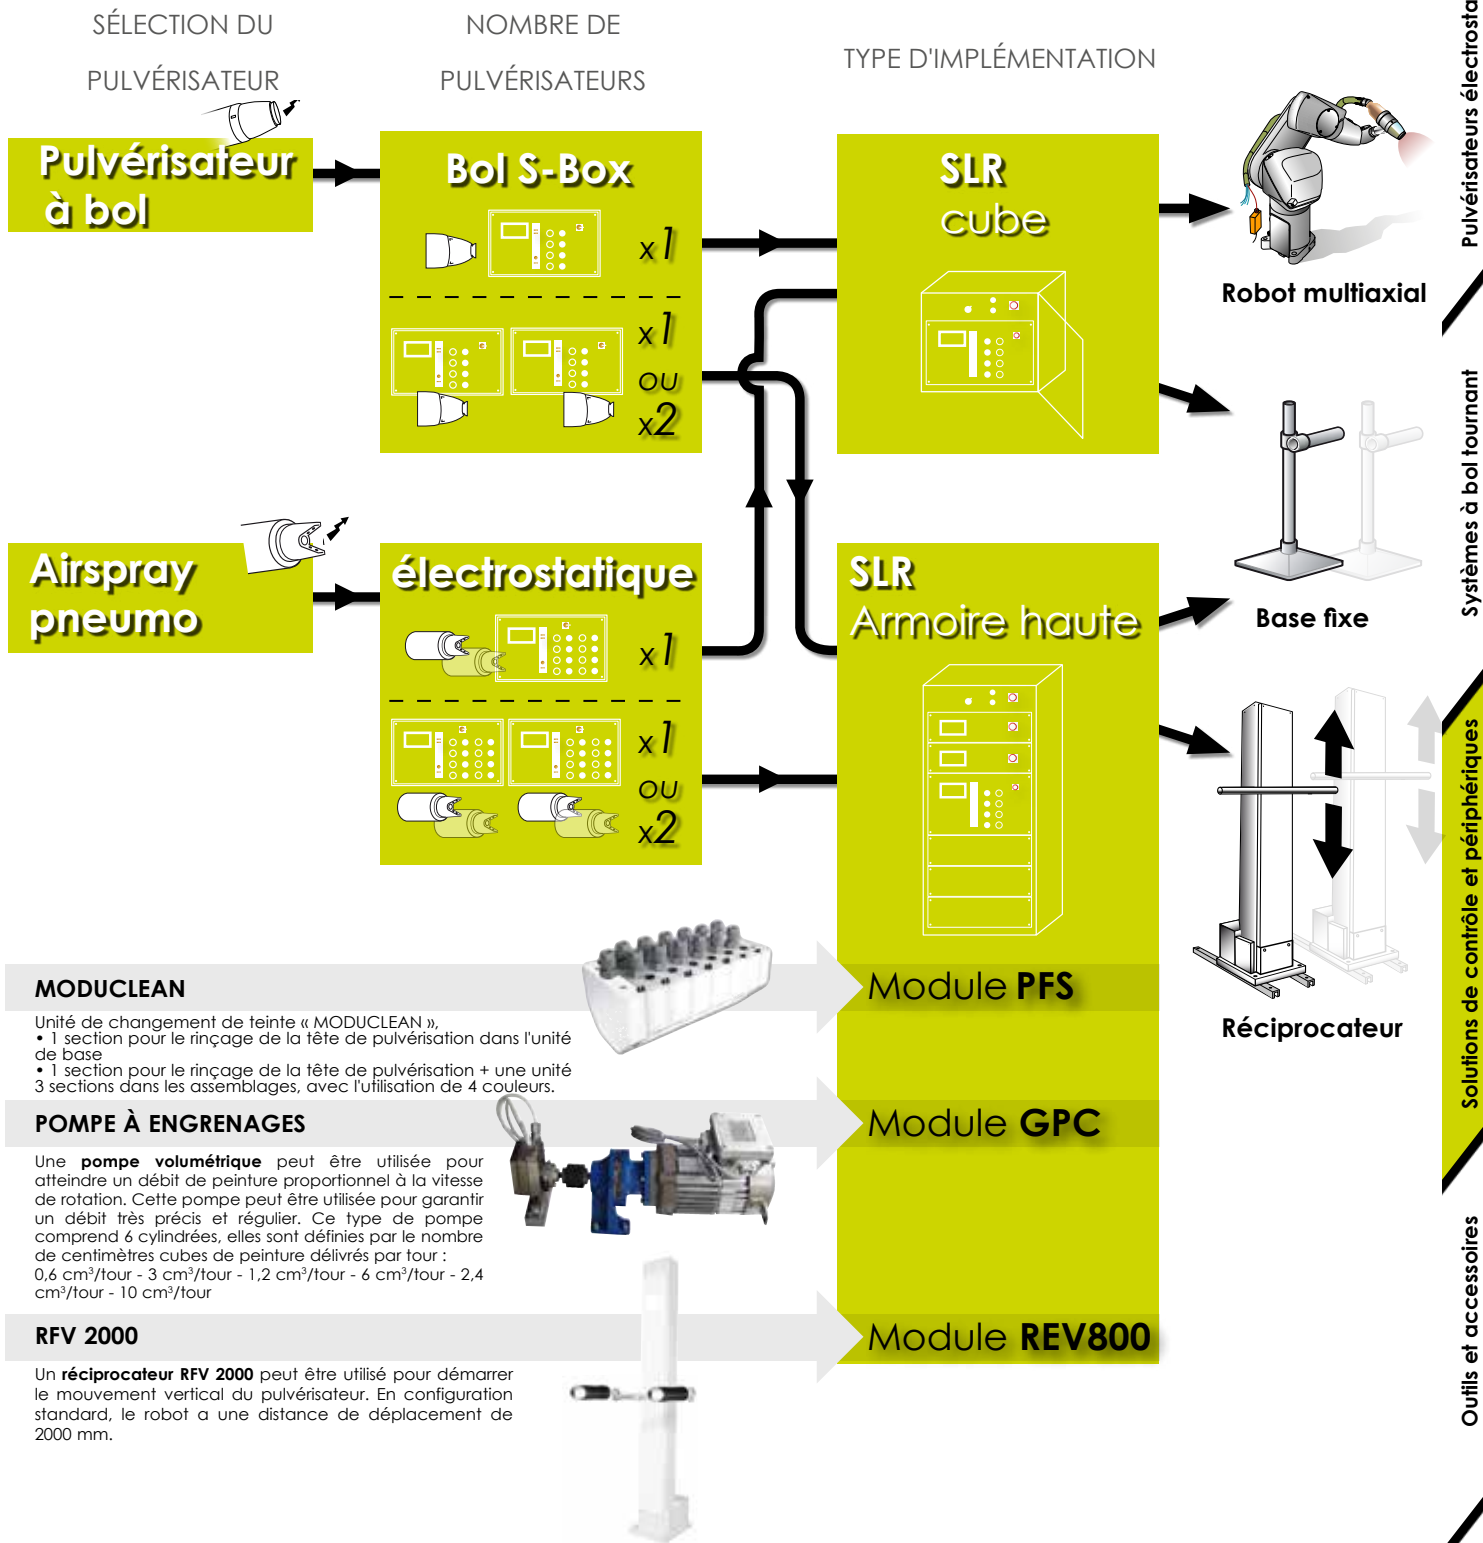 SÉLECTION DU
PULVÉRISATEUR
NOMBRE DE
PULVÉRISATEURS
TYPE D'IMPLÉMENTATION
Pulvérisateur
à bol
Bol S-Box
x1
x1
ou
x2
SLR
cube
Robot multiaxial
Base fixe
Airspray
pneumo
électrostatique
x1
x1
ou
x2
SLR
Armoire haute
Réciprocateur
MODUCLEAN
Module PFS
Unité de changement de teinte « MODUCLEAN »,
• 1 section pour le rinçage de la tête de pulvérisation dans l'unité
de base
• 1 section pour le rinçage de la tête de pulvérisation + une unité
3 sections dans les assemblages, avec l'utilisation de 4 couleurs.
POMPE À ENGRENAGES
Module GPC
Une pompe volumétrique peut être utilisée pour
atteindre un débit de peinture proportionnel à la vitesse
de rotation. Cette pompe peut être utilisée pour garantir
un débit très précis et régulier. Ce type de pompe
comprend 6 cylindrées, elles sont définies par le nombre
de centimètres cubes de peinture délivrés par tour :
0,6 cm³/tour - 3 cm³/tour - 1,2 cm³/tour - 6 cm³/tour - 2,4
cm³/tour - 10 cm³/tour
RFV 2000
Module REV800
Un réciprocateur RFV 2000 peut être utilisé pour démarrer
le mouvement vertical du pulvérisateur. En configuration
standard, le robot a une distance de déplacement de
2000 mm.
Pulvérisateurs électrosta
Systèmes à bol tournant
Solutions de contrôle et périphériques
Outils et accessoires